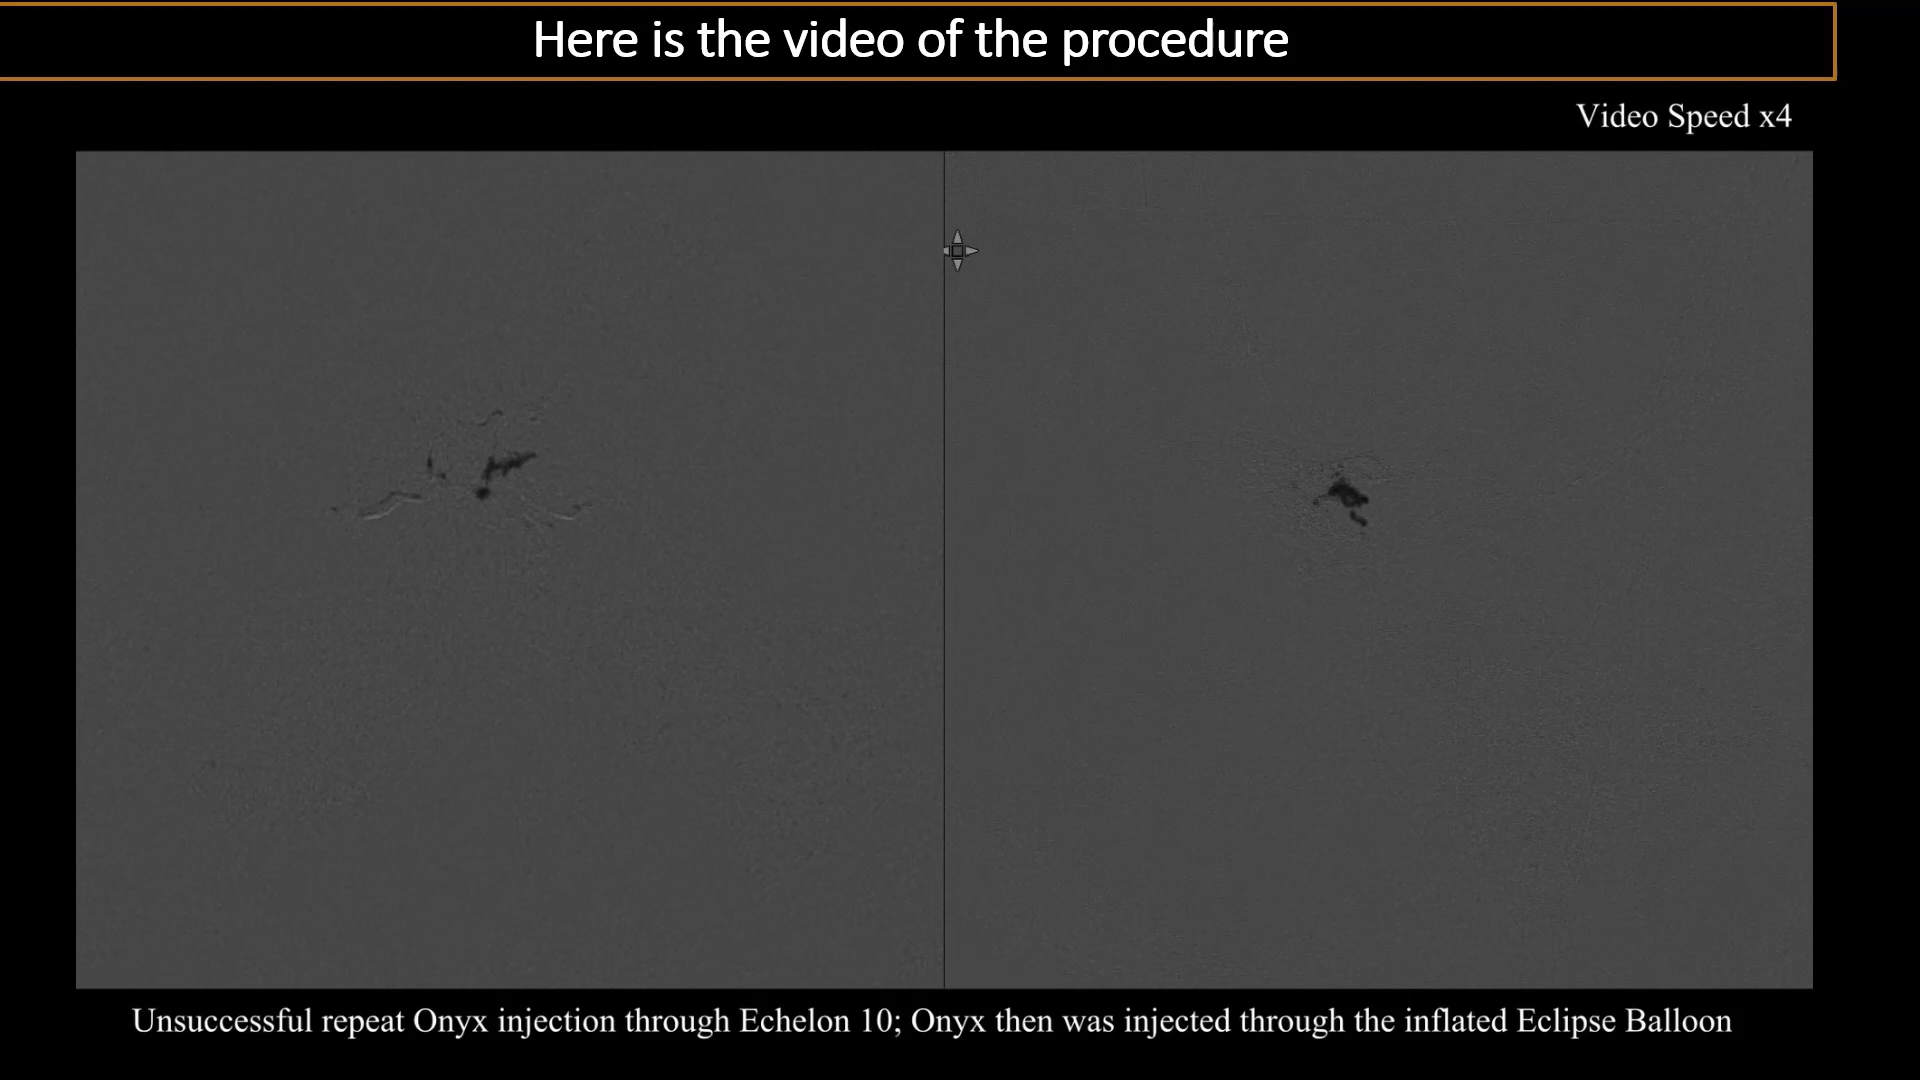 Here is the video of the procedure
Video Speed x4
Unsuccessful repeat Onyx injection through Echelon 10; Onyx then was injected through the inflated Eclipse Balloon